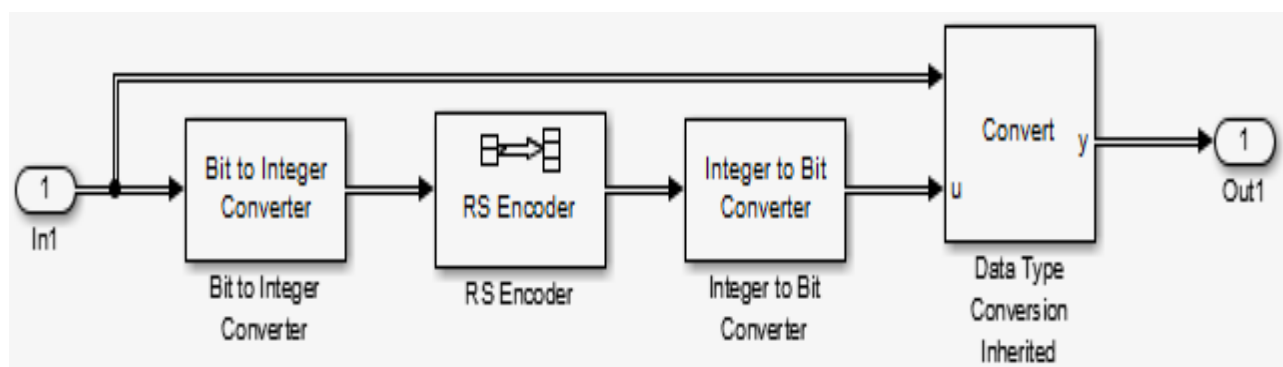 1
In1
Bit to Integer
Converter
Bit to Integer
Converter
RS Encoder
RS Encoder
Integer to Bit
Converter
Integer to Bit
Converter
Convert
y
u
Data Type
Conversion
Inherited
1
Out1